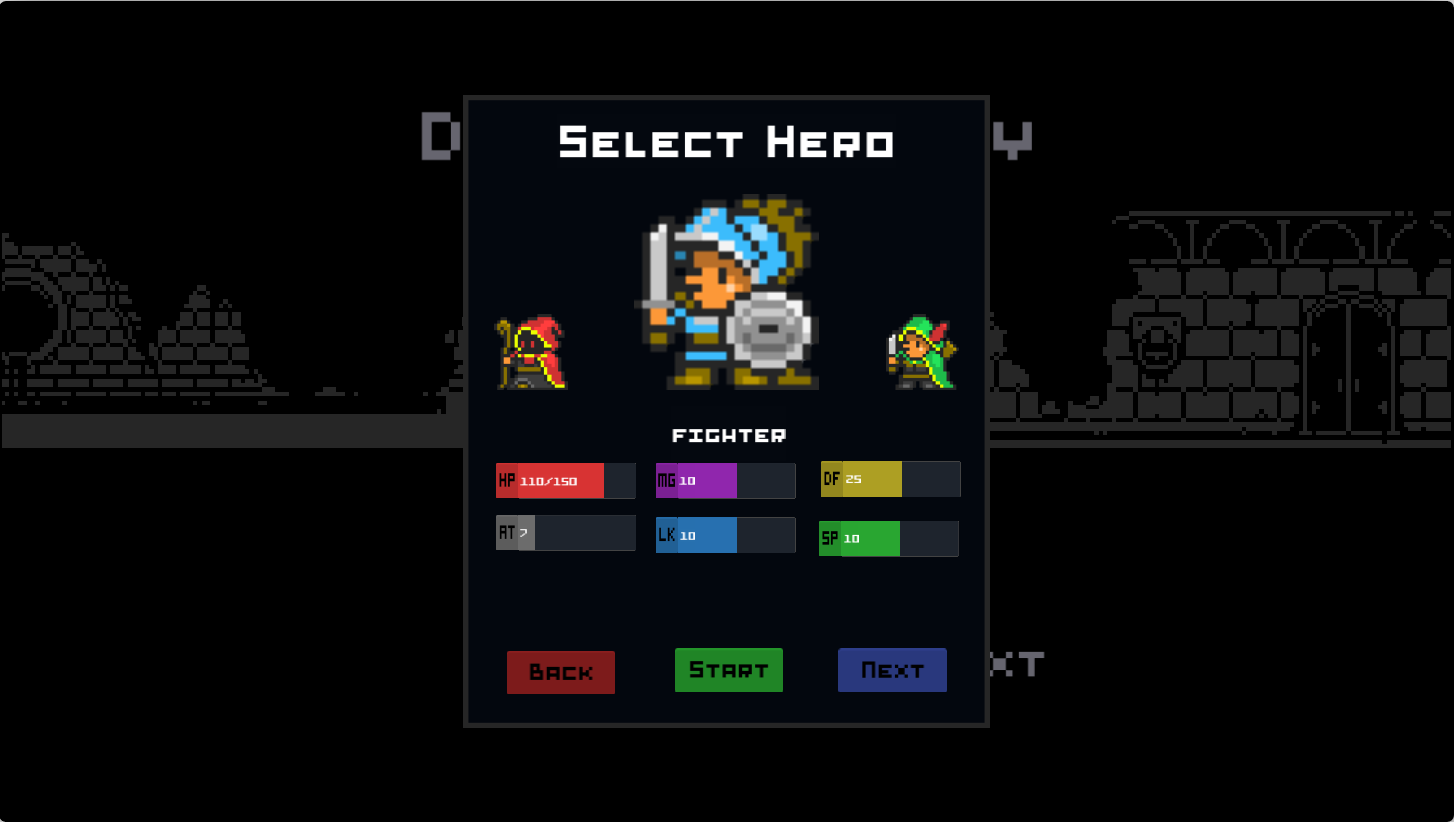 D Y
SELECT HERO
FIGHTER
HP 110/150 MG 10 DF 25
AT 7 LK 10 SP 10
BACK START NEXT XT